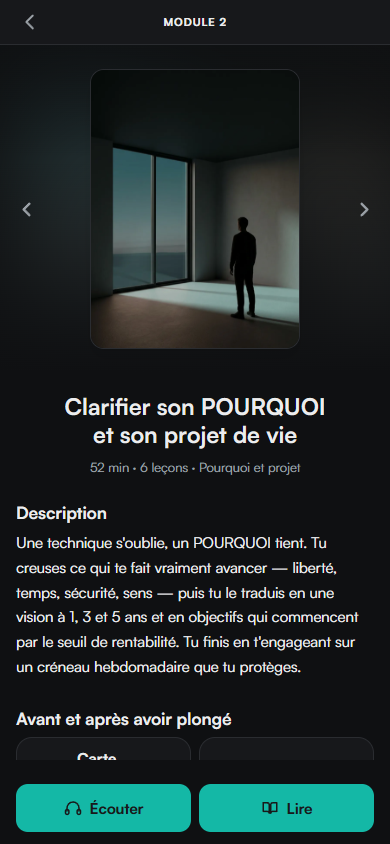 MODULE 2
Clarifier son POURQUOI
et son projet de vie
52 min · 6 leçons · Pourquoi et projet
Description
Une technique s'oublie, un POURQUOI tient. Tu
creuses ce qui te fait vraiment avancer — liberté,
temps, sécurité, sens — puis tu le traduis en une
vision à 1, 3 et 5 ans et en objectifs qui commencent
par le seuil de rentabilité. Tu finis en t'engageant sur
un créneau hebdomadaire que tu protèges.
Avant et après avoir plongé
Carte
Écouter
Lire